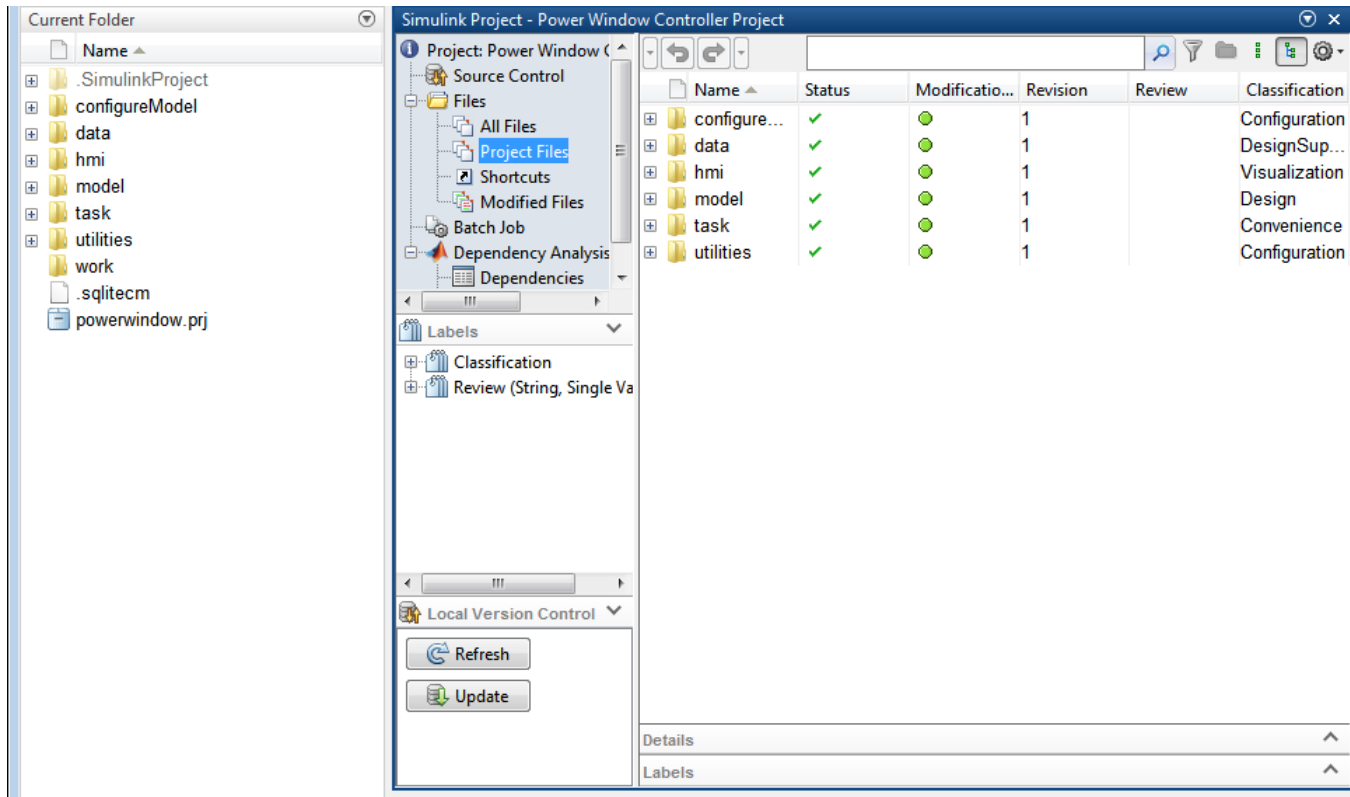 Current Folder
Name
.SimulinkProject
configureModel
data
hmi
model
task
utilities
work
.sqlitecm
powerwindow.prj
Simulink Project - Power Window Controller Project
Project: Power Window C
Source Control
Files
All Files
Project Files
Shortcuts
Modified Files
Batch Job
Dependency Analysis
Dependencies
Labels
Classification
Review (String, Single Va
Local Version Control
Refresh
Update
Name Status Modificatio... Revision Review Classification
configure... 1 Configuration
data 1 DesignSup...
hmi 1 Visualization
model 1 Design
task 1 Convenience
utilities 1 Configuration
Details
Labels